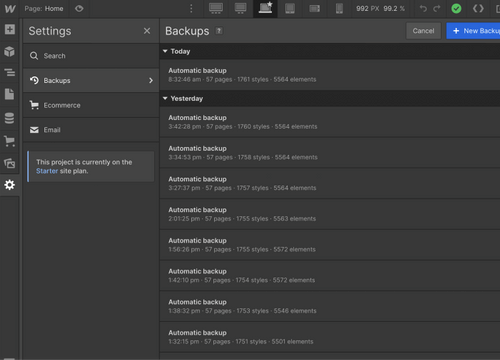 W Page: Home 992 PX 99.2 %
Settings
Backups ? Cancel + New Backup
Search
Backups
Ecommerce
Email
This project is currently on the
Starter site plan.
Today
Automatic backup
8:32:46 am · 57 pages · 1761 styles · 5564 elements
Yesterday
Automatic backup
3:42:28 pm · 57 pages · 1760 styles · 5564 elements
Automatic backup
3:34:53 pm · 57 pages · 1758 styles · 5564 elements
Automatic backup
3:27:37 pm · 57 pages · 1757 styles · 5564 elements
Automatic backup
2:01:25 pm · 57 pages · 1755 styles · 5563 elements
Automatic backup
1:56:26 pm · 57 pages · 1755 styles · 5572 elements
Automatic backup
1:42:10 pm · 57 pages · 1754 styles · 5572 elements
Automatic backup
1:38:32 pm · 57 pages · 1753 styles · 5546 elements
Automatic backup
1:32:15 pm · 57 pages · 1751 styles · 5501 elements